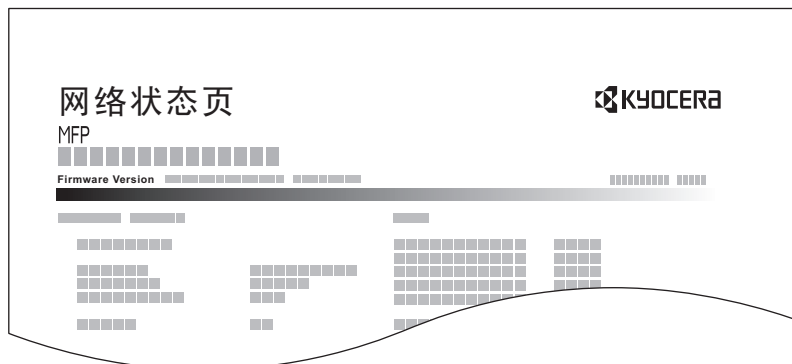 网络状态页
KYOCERA
MFP
Firmware Version